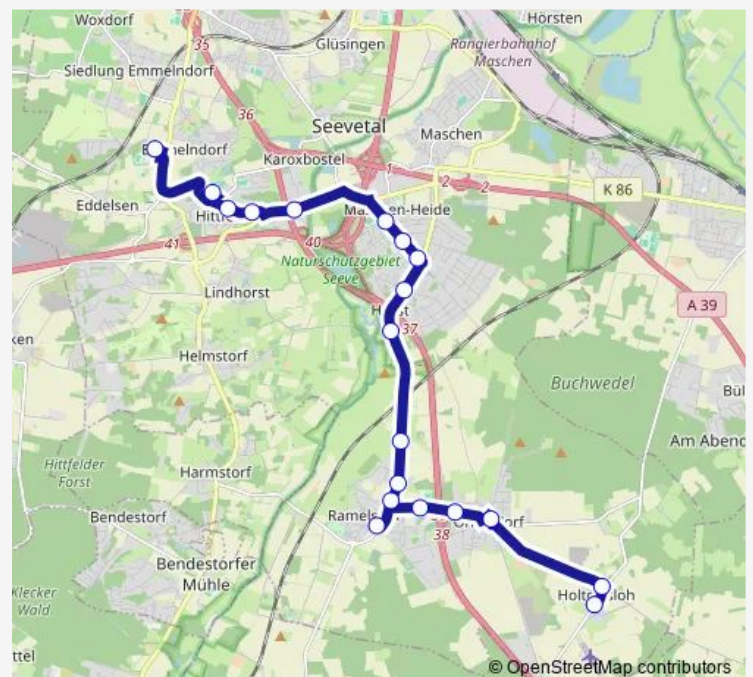 Woxdorf
Hörsten
35
Glüsingen
Rangierbahnhof
Maschen
Siedlung Emmelndorf
36
Seevetal
Maschen
Karoxbostel
1
2
2
K 86
Eddelsen
41
40
Naturschutzgebiet
Seeve
Lindhorst
A 39
37
Helmstorf
Buchwedel
Bül
Am Abend
Hittfelder
Forst
Harmstorf
Bendestorf
38
Bendestorfer
Mühle
Klecker
Wald
ttel
© OpenStreetMap contributors